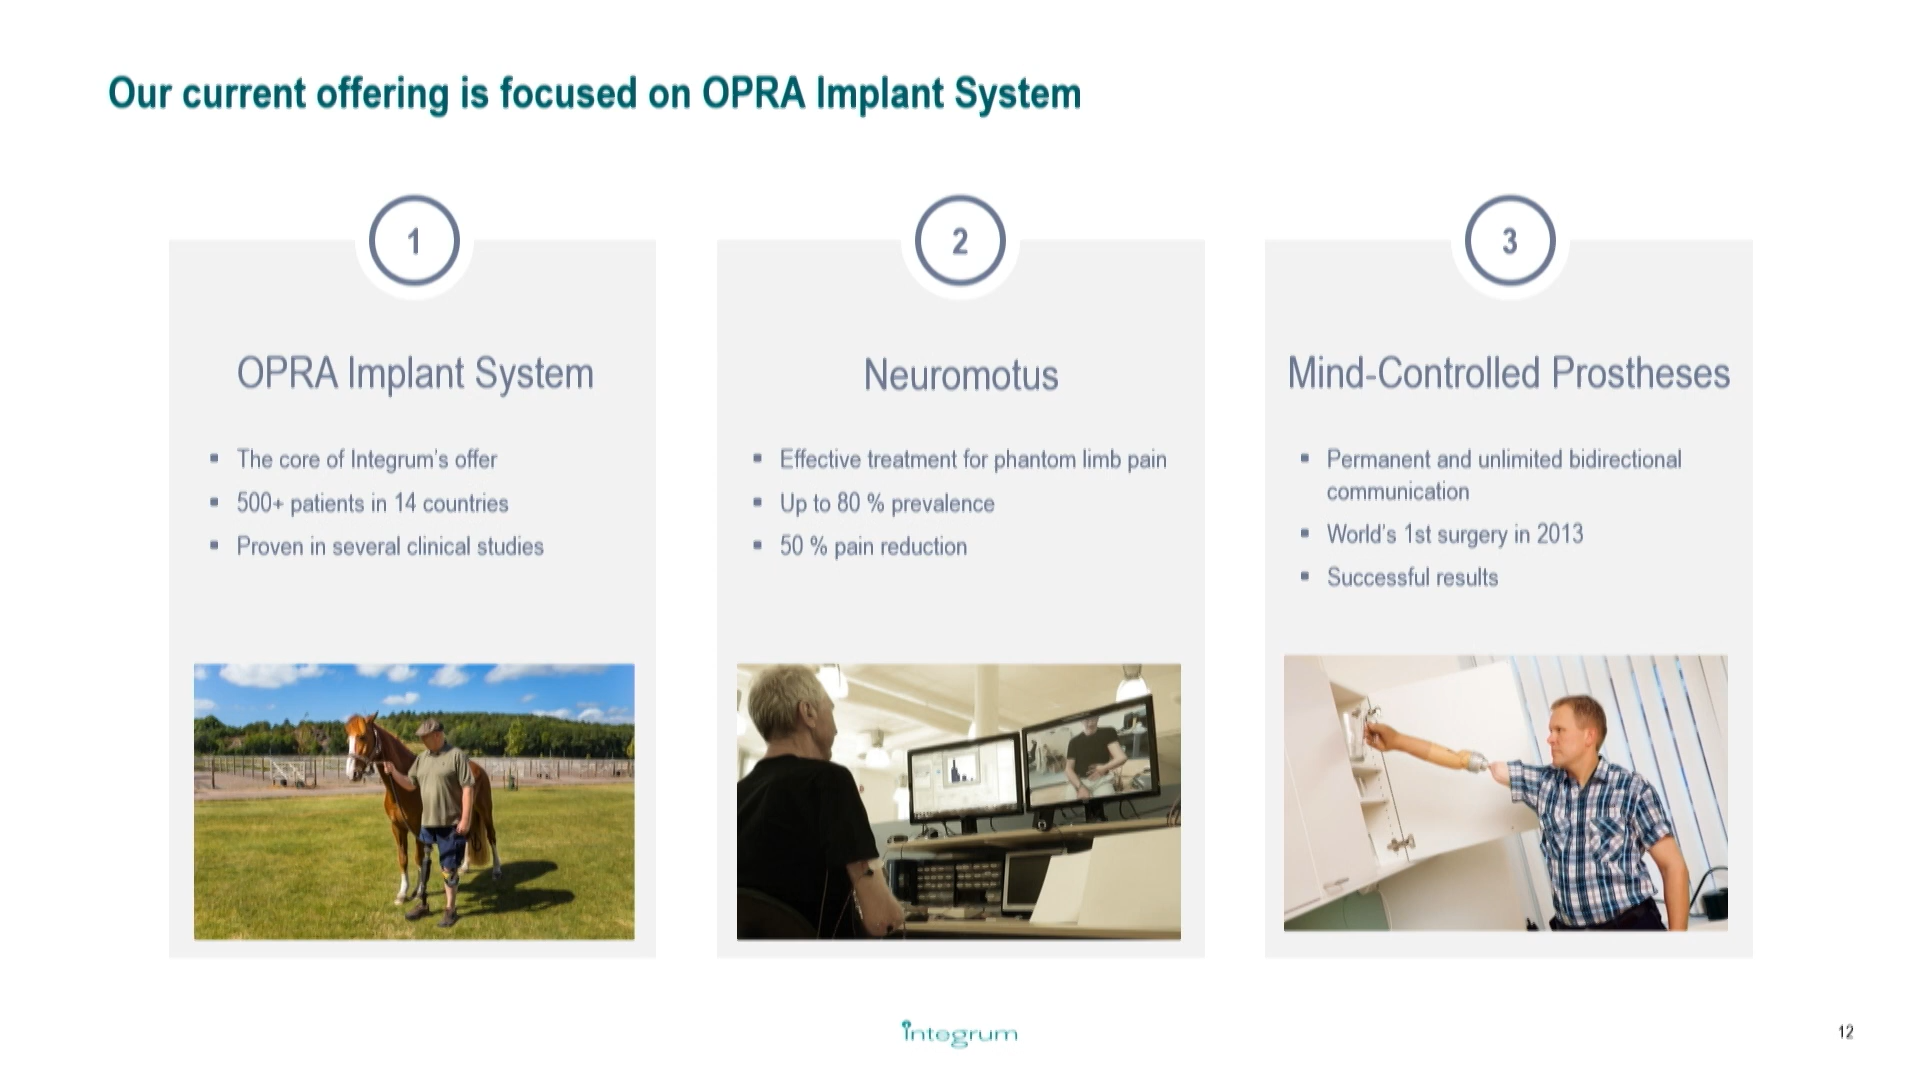 Our current offering is focused on OPRA Implant System
1
OPRA Implant System
▪ The core of Integrum's offer
▪ 500+ patients in 14 countries
▪ Proven in several clinical studies
2
Neuromotus
▪ Effective treatment for phantom limb pain
▪ Up to 80 % prevalence
▪ 50 % pain reduction
3
Mind-Controlled Prostheses
▪ Permanent and unlimited bidirectional
communication
▪ World's 1st surgery in 2013
▪ Successful results
integrum
12